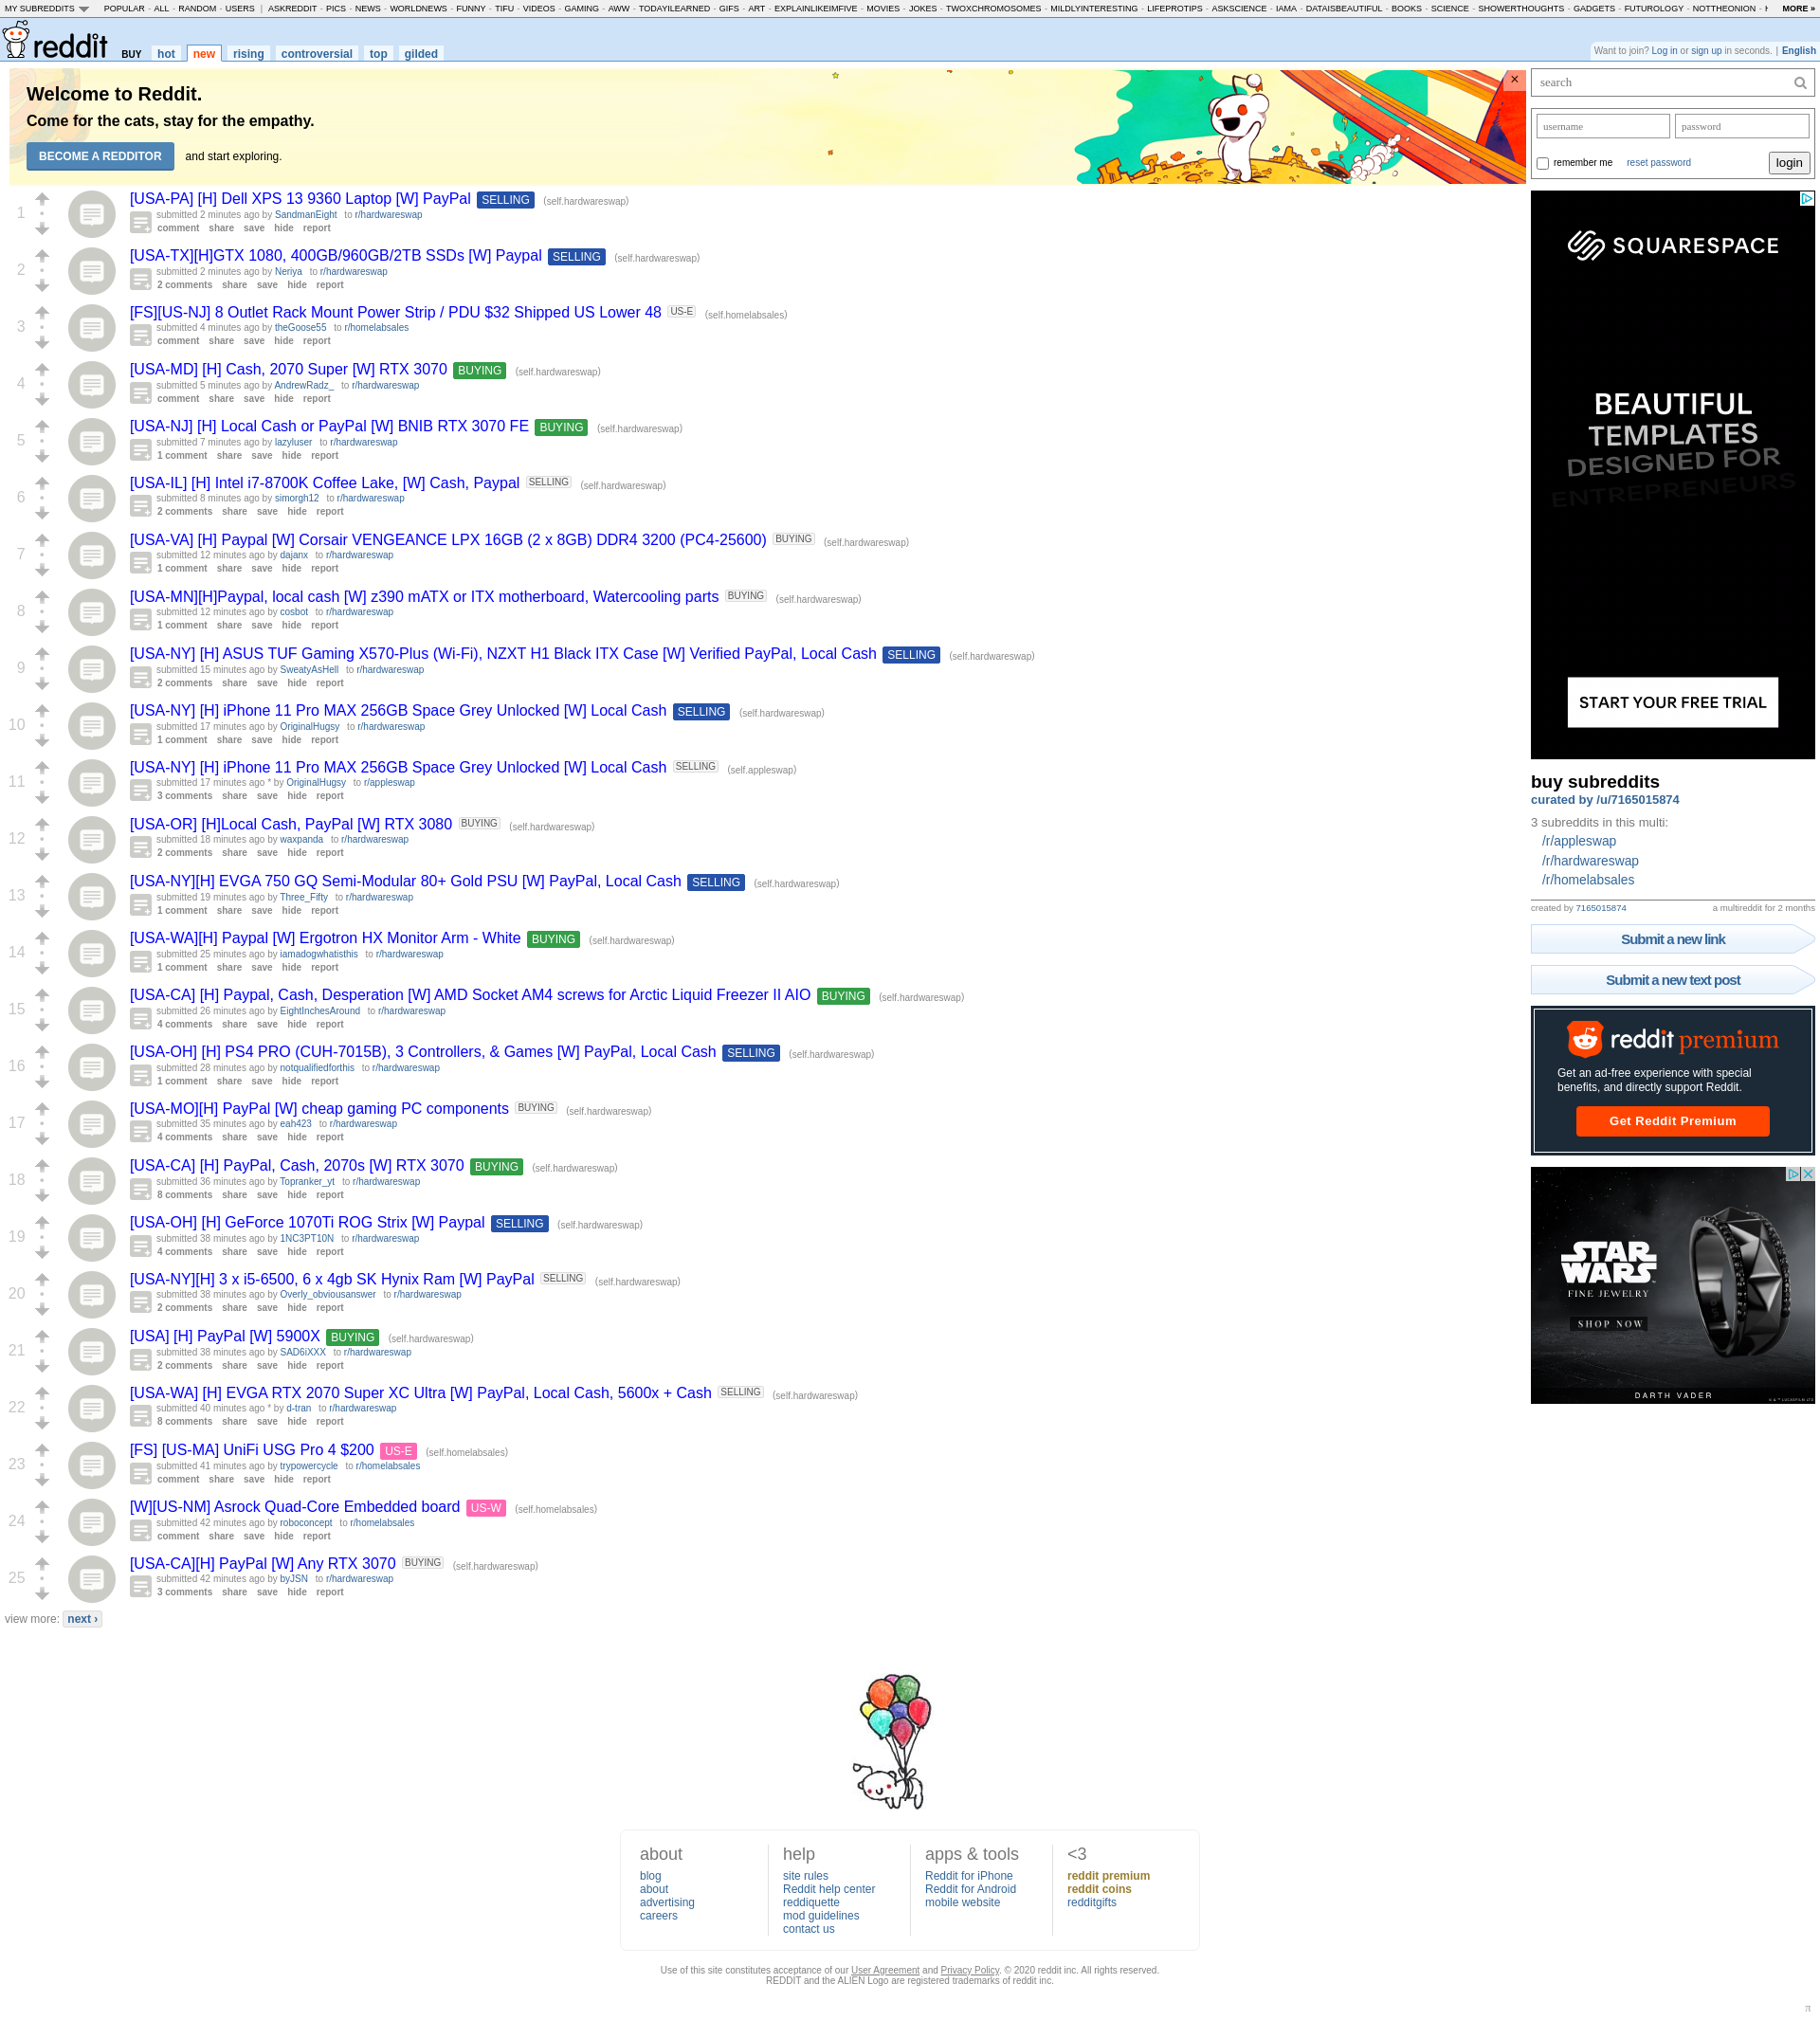 MY SUBREDDITS POPULAR - ALL - RANDOM - USERS | ASKREDDIT - PICS - NEWS - WORLDNEWS - FUNNY - TIFU - VIDEOS - GAMING - AWW - TODAYILEARNED - GIFS - ART - EXPLAINLIKEIMFIVE - MOVIES - JOKES - TWOXCHROMOSOMES - MILDLYINTERESTING - LIFEPROTIPS - ASKSCIENCE - IAMA - DATAISBEAUTIFUL - BOOKS - SCIENCE - SHOWERTHOUGHTS - GADGETS - FUTUROLOGY - NOTTHEONION - MORE »
reddit BUY hot new rising controversial top gilded
Want to join? Log in or sign up in seconds. | English
Welcome to Reddit.
Come for the cats, stay for the empathy.
BECOME A REDDITOR and start exploring.
×
1
[USA-PA] [H] Dell XPS 13 9360 Laptop [W] PayPal SELLING (self.hardwareswap)
submitted 2 minutes ago by SandmanEight to r/hardwareswap
comment share save hide report
2
[USA-TX][H]GTX 1080, 400GB/960GB/2TB SSDs [W] Paypal SELLING (self.hardwareswap)
submitted 2 minutes ago by Neriya to r/hardwareswap
2 comments share save hide report
3
[FS][US-NJ] 8 Outlet Rack Mount Power Strip / PDU $32 Shipped US Lower 48 US-E (self.homelabsales)
submitted 4 minutes ago by theGoose55 to r/homelabsales
comment share save hide report
4
[USA-MD] [H] Cash, 2070 Super [W] RTX 3070 BUYING (self.hardwareswap)
submitted 5 minutes ago by AndrewRadz_ to r/hardwareswap
comment share save hide report
5
[USA-NJ] [H] Local Cash or PayPal [W] BNIB RTX 3070 FE BUYING (self.hardwareswap)
submitted 7 minutes ago by lazyluser to r/hardwareswap
1 comment share save hide report
6
[USA-IL] [H] Intel i7-8700K Coffee Lake, [W] Cash, Paypal SELLING (self.hardwareswap)
submitted 8 minutes ago by simorgh12 to r/hardwareswap
2 comments share save hide report
7
[USA-VA] [H] Paypal [W] Corsair VENGEANCE LPX 16GB (2 x 8GB) DDR4 3200 (PC4-25600) BUYING (self.hardwareswap)
submitted 12 minutes ago by dajanx to r/hardwareswap
1 comment share save hide report
8
[USA-MN][H]Paypal, local cash [W] z390 mATX or ITX motherboard, Watercooling parts BUYING (self.hardwareswap)
submitted 12 minutes ago by cosbot to r/hardwareswap
1 comment share save hide report
9
[USA-NY] [H] ASUS TUF Gaming X570-Plus (Wi-Fi), NZXT H1 Black ITX Case [W] Verified PayPal, Local Cash SELLING (self.hardwareswap)
submitted 15 minutes ago by SweatyAsHell to r/hardwareswap
2 comments share save hide report
10
[USA-NY] [H] iPhone 11 Pro MAX 256GB Space Grey Unlocked [W] Local Cash SELLING (self.hardwareswap)
submitted 17 minutes ago by OriginalHugsy to r/hardwareswap
1 comment share save hide report
11
[USA-NY] [H] iPhone 11 Pro MAX 256GB Space Grey Unlocked [W] Local Cash SELLING (self.appleswap)
submitted 17 minutes ago * by OriginalHugsy to r/appleswap
3 comments share save hide report
12
[USA-OR] [H]Local Cash, PayPal [W] RTX 3080 BUYING (self.hardwareswap)
submitted 18 minutes ago by waxpanda to r/hardwareswap
2 comments share save hide report
13
[USA-NY][H] EVGA 750 GQ Semi-Modular 80+ Gold PSU [W] PayPal, Local Cash SELLING (self.hardwareswap)
submitted 19 minutes ago by Three_Fifty to r/hardwareswap
1 comment share save hide report
14
[USA-WA][H] Paypal [W] Ergotron HX Monitor Arm - White BUYING (self.hardwareswap)
submitted 25 minutes ago by iamadogwhatisthis to r/hardwareswap
1 comment share save hide report
15
[USA-CA] [H] Paypal, Cash, Desperation [W] AMD Socket AM4 screws for Arctic Liquid Freezer II AIO BUYING (self.hardwareswap)
submitted 26 minutes ago by EightInchesAround to r/hardwareswap
4 comments share save hide report
16
[USA-OH] [H] PS4 PRO (CUH-7015B), 3 Controllers, & Games [W] PayPal, Local Cash SELLING (self.hardwareswap)
submitted 28 minutes ago by notqualifiedforthis to r/hardwareswap
1 comment share save hide report
17
[USA-MO][H] PayPal [W] cheap gaming PC components BUYING (self.hardwareswap)
submitted 35 minutes ago by eah423 to r/hardwareswap
4 comments share save hide report
18
[USA-CA] [H] PayPal, Cash, 2070s [W] RTX 3070 BUYING (self.hardwareswap)
submitted 36 minutes ago by Topranker_yt to r/hardwareswap
8 comments share save hide report
19
[USA-OH] [H] GeForce 1070Ti ROG Strix [W] Paypal SELLING (self.hardwareswap)
submitted 38 minutes ago by 1NC3PT10N to r/hardwareswap
4 comments share save hide report
20
[USA-NY][H] 3 x i5-6500, 6 x 4gb SK Hynix Ram [W] PayPal SELLING (self.hardwareswap)
submitted 38 minutes ago by Overly_obviousanswer to r/hardwareswap
2 comments share save hide report
21
[USA] [H] PayPal [W] 5900X BUYING (self.hardwareswap)
submitted 38 minutes ago by SAD6iXXX to r/hardwareswap
2 comments share save hide report
22
[USA-WA] [H] EVGA RTX 2070 Super XC Ultra [W] PayPal, Local Cash, 5600x + Cash SELLING (self.hardwareswap)
submitted 40 minutes ago * by d-tran to r/hardwareswap
8 comments share save hide report
23
[FS] [US-MA] UniFi USG Pro 4 $200 US-E (self.homelabsales)
submitted 41 minutes ago by trypowercycle to r/homelabsales
comment share save hide report
24
[W][US-NM] Asrock Quad-Core Embedded board US-W (self.homelabsales)
submitted 42 minutes ago by roboconcept to r/homelabsales
comment share save hide report
25
[USA-CA][H] PayPal [W] Any RTX 3070 BUYING (self.hardwareswap)
submitted 42 minutes ago by byJSN to r/hardwareswap
3 comments share save hide report
view more: next ›
search
username password
remember me reset password login
SQUARESPACE
BEAUTIFUL
TEMPLATES
DESIGNED FOR
ENTREPRENEURS
START YOUR FREE TRIAL
buy subreddits
curated by /u/7165015874
3 subreddits in this multi:
/r/appleswap
/r/hardwareswap
/r/homelabsales
created by 7165015874 a multireddit for 2 months
Submit a new link
Submit a new text post
reddit premium
Get an ad-free experience with special
benefits, and directly support Reddit.
Get Reddit Premium
STAR
WARS
FINE JEWELRY
SHOP NOW
DARTH VADER
about
blog
about
advertising
careers
help
site rules
Reddit help center
reddiquette
mod guidelines
contact us
apps & tools
Reddit for iPhone
Reddit for Android
mobile website
<3
reddit premium
reddit coins
redditgifts
Use of this site constitutes acceptance of our User Agreement and Privacy Policy. © 2020 reddit inc. All rights reserved.
REDDIT and the ALIEN Logo are registered trademarks of reddit inc.
π